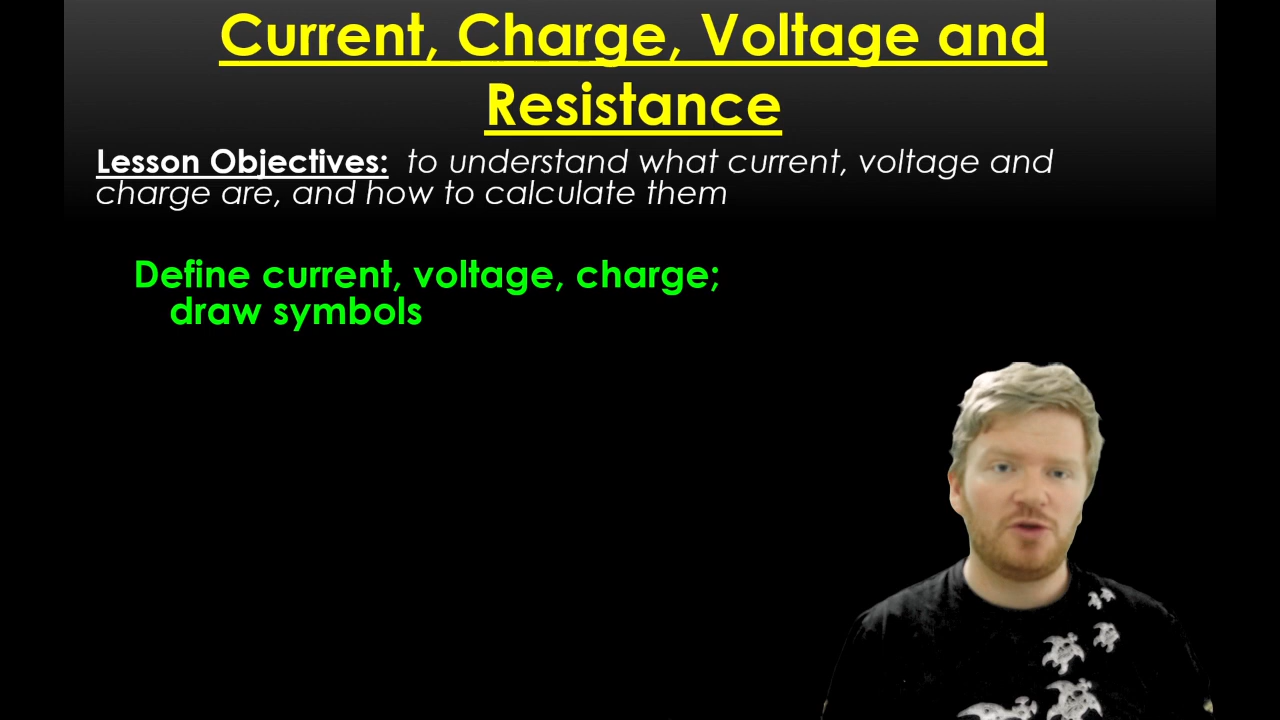 Current, Charge, Voltage and
Resistance
Lesson Objectives: to understand what current, voltage and
charge are, and how to calculate them
Define current, voltage, charge;
draw symbols